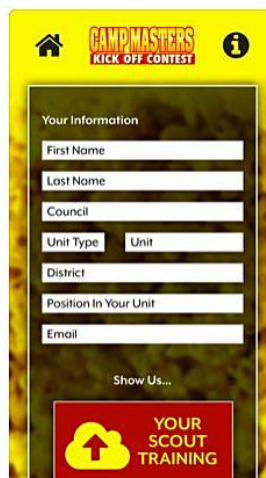 CAMP MASTERS
KICK OFF CONTEST
Your Information
First Name
Last Name
Council
Unit Type Unit
District
Position In Your Unit
Email
Show Us...
YOUR
SCOUT
TRAINING